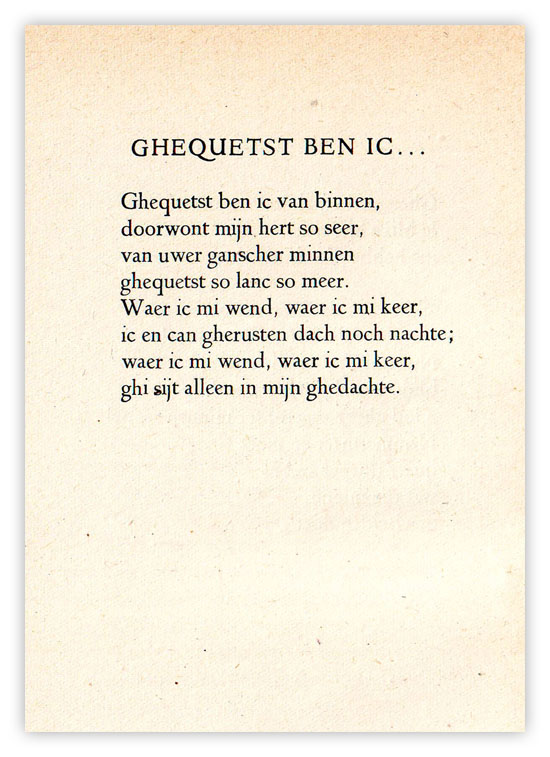 GHEQUETST BEN IC...
Ghequetst ben ic van binnen,
doorwont mijn hert so seer,
van uwer ganscher minnen
ghequetst so lanc so meer.
Waer ic mi wend, waer ic mi keer,
ic en can gherusten dach noch nachte;
waer ic mi wend, waer ic mi keer,
ghi sijt alleen in mijn ghedachte.